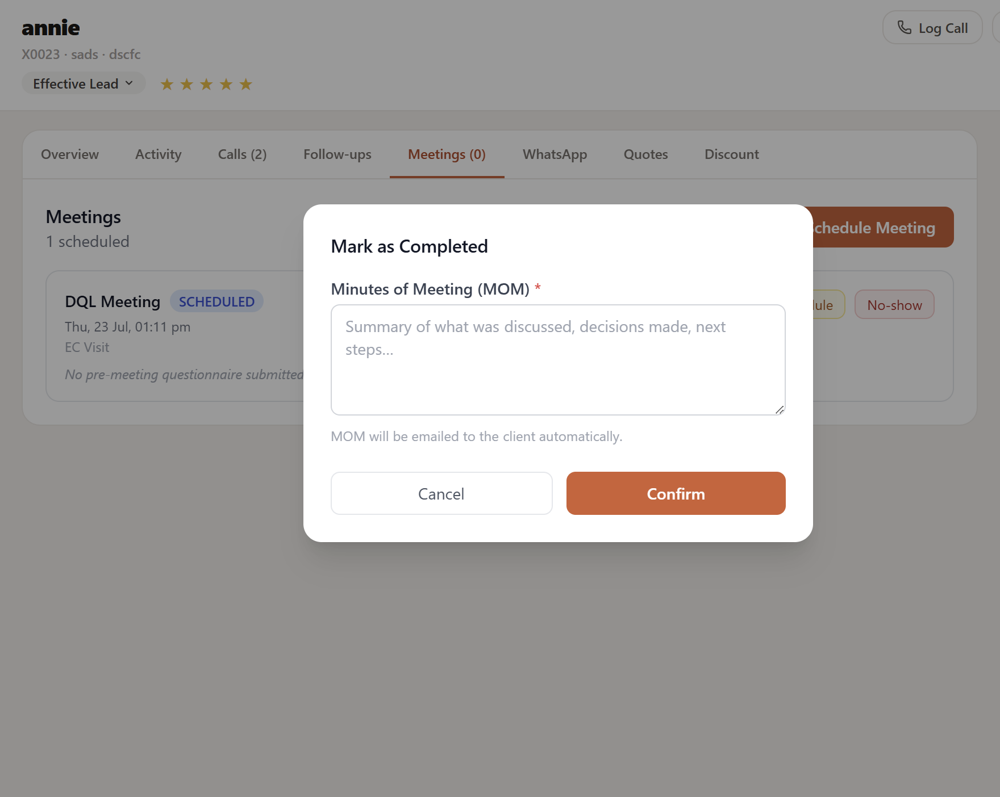 annie
X0023 · sads · dscfc
Effective Lead
Log Call
Overview
Activity
Calls (2)
Follow-ups
Meetings (0)
WhatsApp
Quotes
Discount
Meetings
1 scheduled
Schedule Meeting
DQL Meeting
SCHEDULED
Thu, 23 Jul, 01:11 pm
EC Visit
No pre-meeting questionnaire submitted
No-show
Mark as Completed
Minutes of Meeting (MOM) *
Summary of what was discussed, decisions made, next
steps...
MOM will be emailed to the client automatically.
Cancel
Confirm